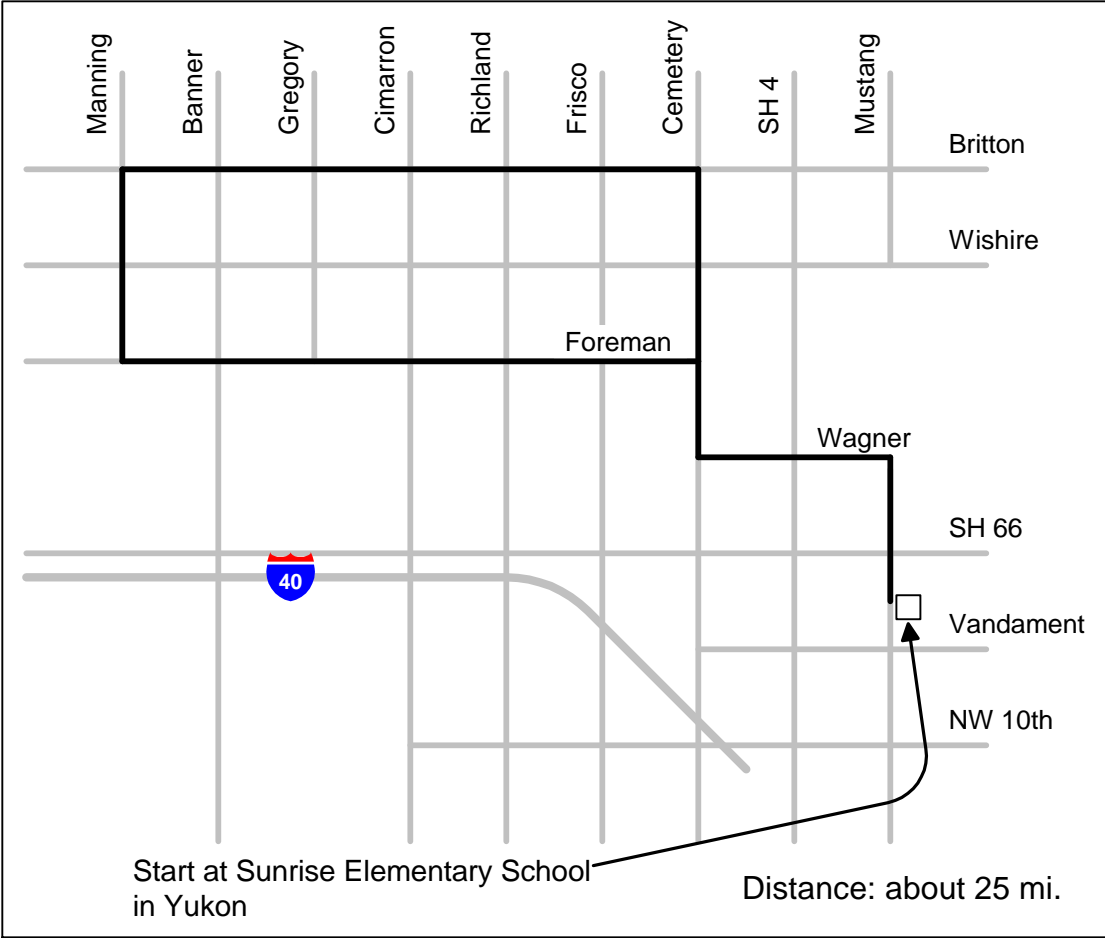 Manning
Banner
Gregory
Cimarron
Richland
Frisco
Cemetery
SH 4
Mustang
Britton
Wishire
Foreman
Wagner
SH 66
40
Vandament
NW 10th
Start at Sunrise Elementary School
in Yukon
Distance: about 25 mi.